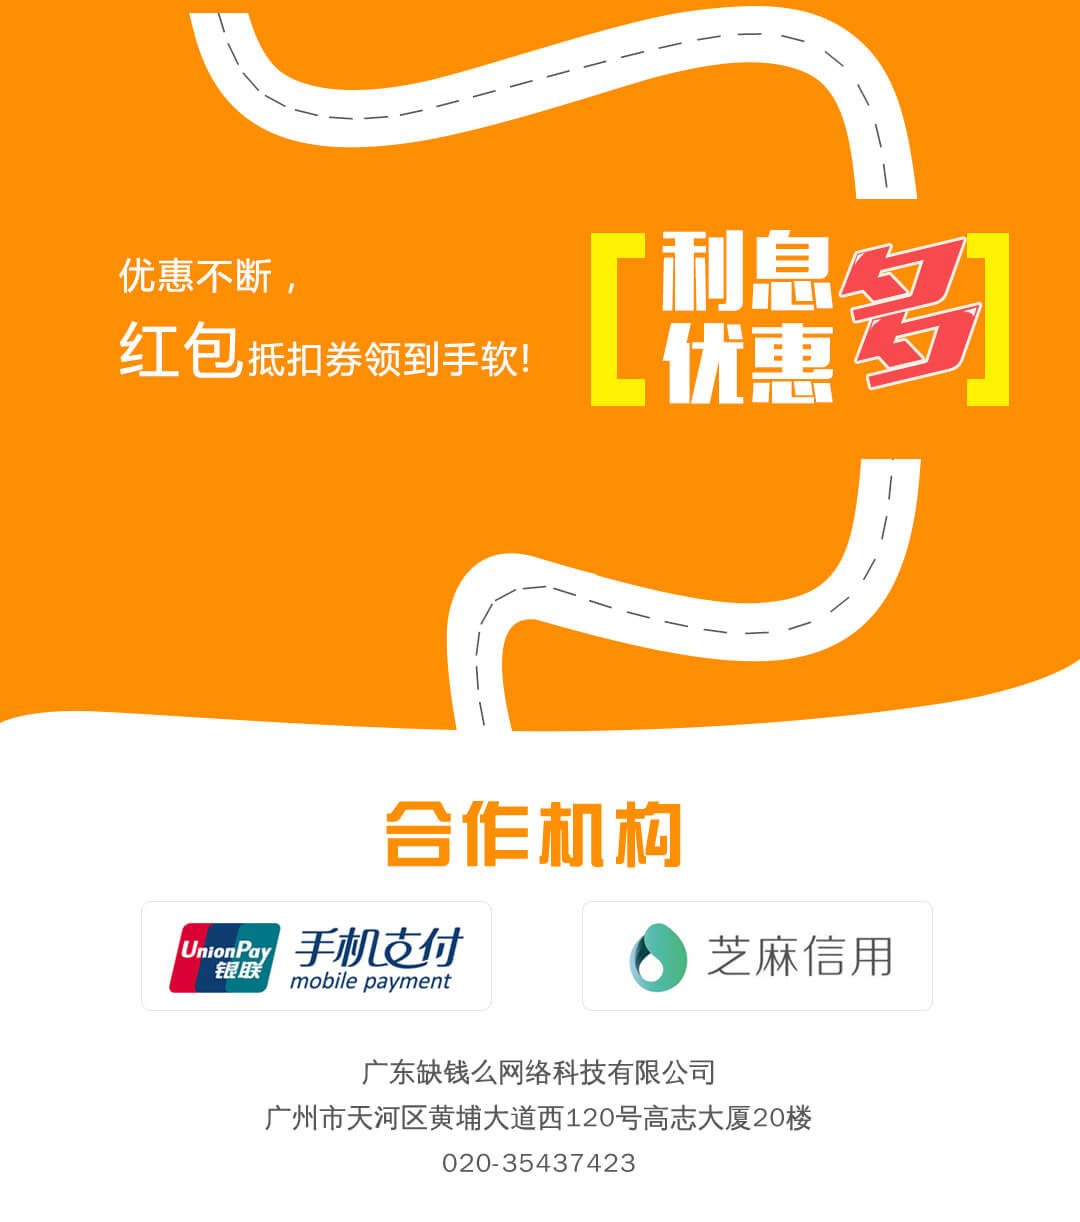 优惠不断，
红包抵扣券领到手软!
利息
优惠
多
合作机构
UnionPay
银联
手机支付
mobile payment
芝麻信用
广东缺钱么网络科技有限公司
广州市天河区黄埔大道西120号高志大厦20楼
020-35437423